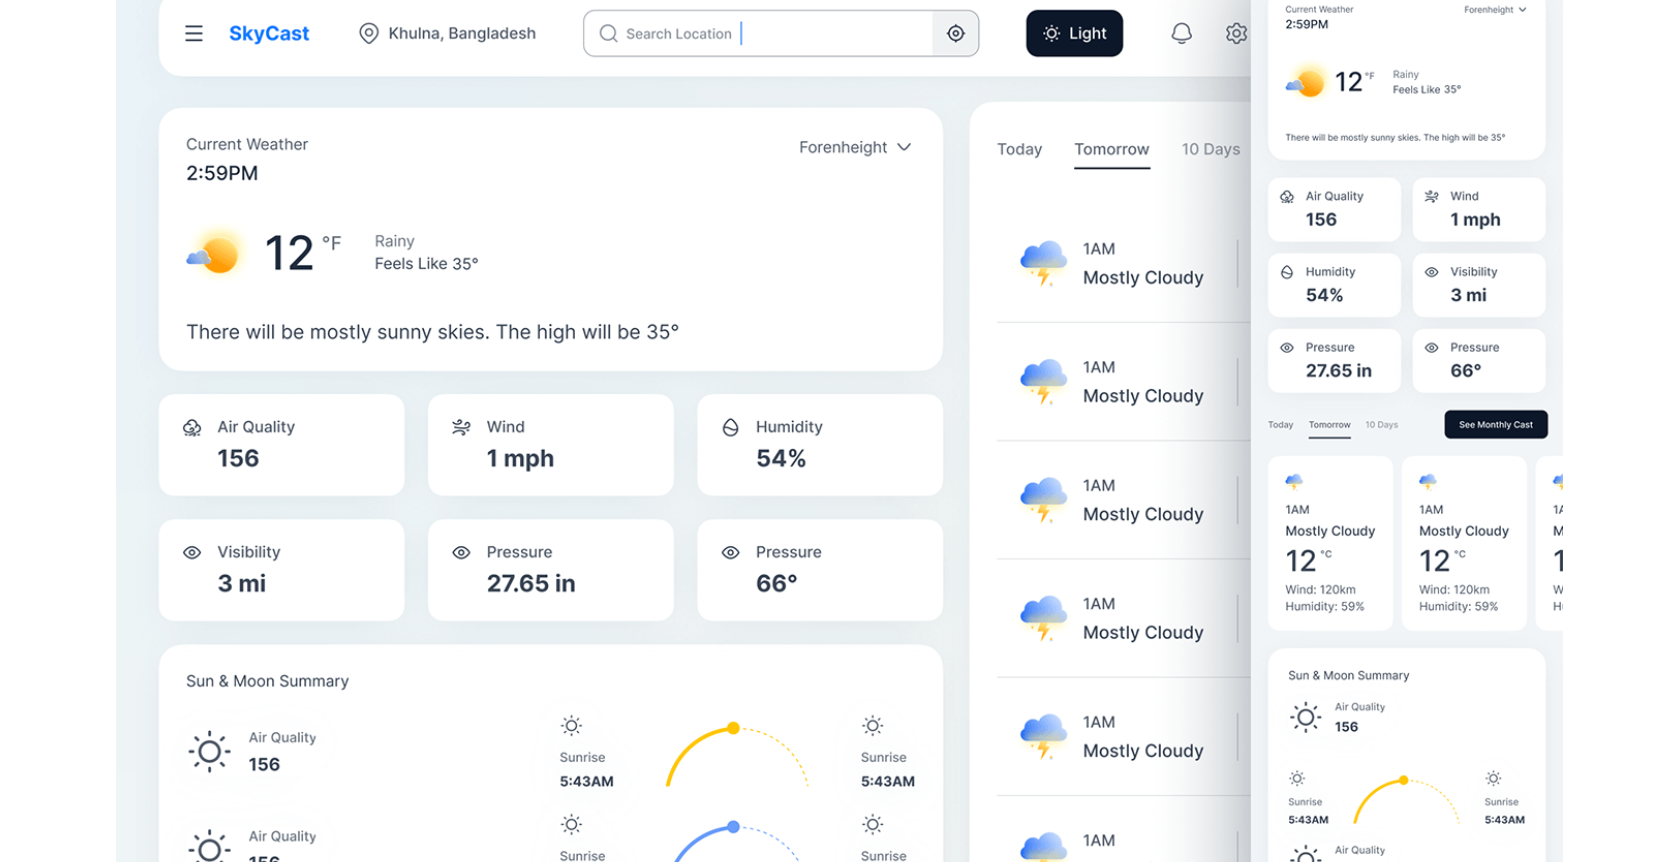 SkyCast
Khulna, Bangladesh
Search Location
Light
Current Weather
2:59PM
Forenheight
12 °F
Rainy
Feels Like 35°
There will be mostly sunny skies. The high will be 35°
Air Quality
156
Wind
1 mph
Humidity
54%
Visibility
3 mi
Pressure
27.65 in
Pressure
66°
Sun & Moon Summary
Air Quality
156
Sunrise
5:43AM
Sunrise
5:43AM
Air Quality
156
Sunrise
Sunrise
Today
Tomorrow
10 Days
1AM
Mostly Cloudy
1AM
Mostly Cloudy
1AM
Mostly Cloudy
1AM
Mostly Cloudy
1AM
Mostly Cloudy
1AM
Current Weather
2:59PM
Forenheight
12 °F
Rainy
Feels Like 35°
There will be mostly sunny skies. The high will be 35°
Air Quality
156
Wind
1 mph
Humidity
54%
Visibility
3 mi
Pressure
27.65 in
Pressure
66°
Today
Tomorrow
10 Days
See Monthly Cast
1AM
Mostly Cloudy
12 °C
Wind: 120km
Humidity: 59%
1AM
Mostly Cloudy
12 °C
Wind: 120km
Humidity: 59%
Sun & Moon Summary
Air Quality
156
Sunrise
5:43AM
Sunrise
5:43AM
Air Quality